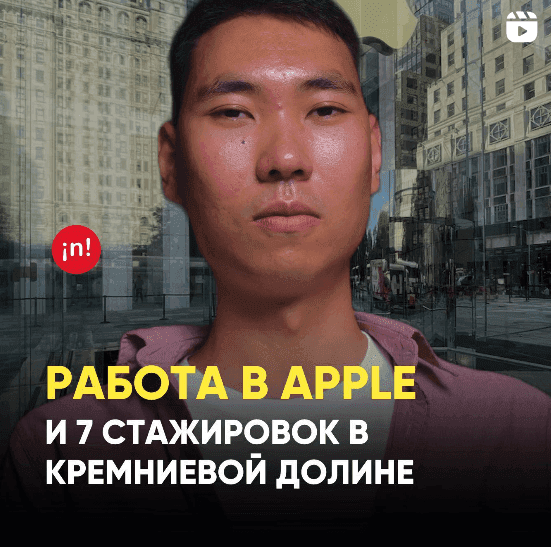 ¡n!
РАБОТА В APPLE
И 7 СТАЖИРОВОК В
КРЕМНИЕВОЙ ДОЛИНЕ